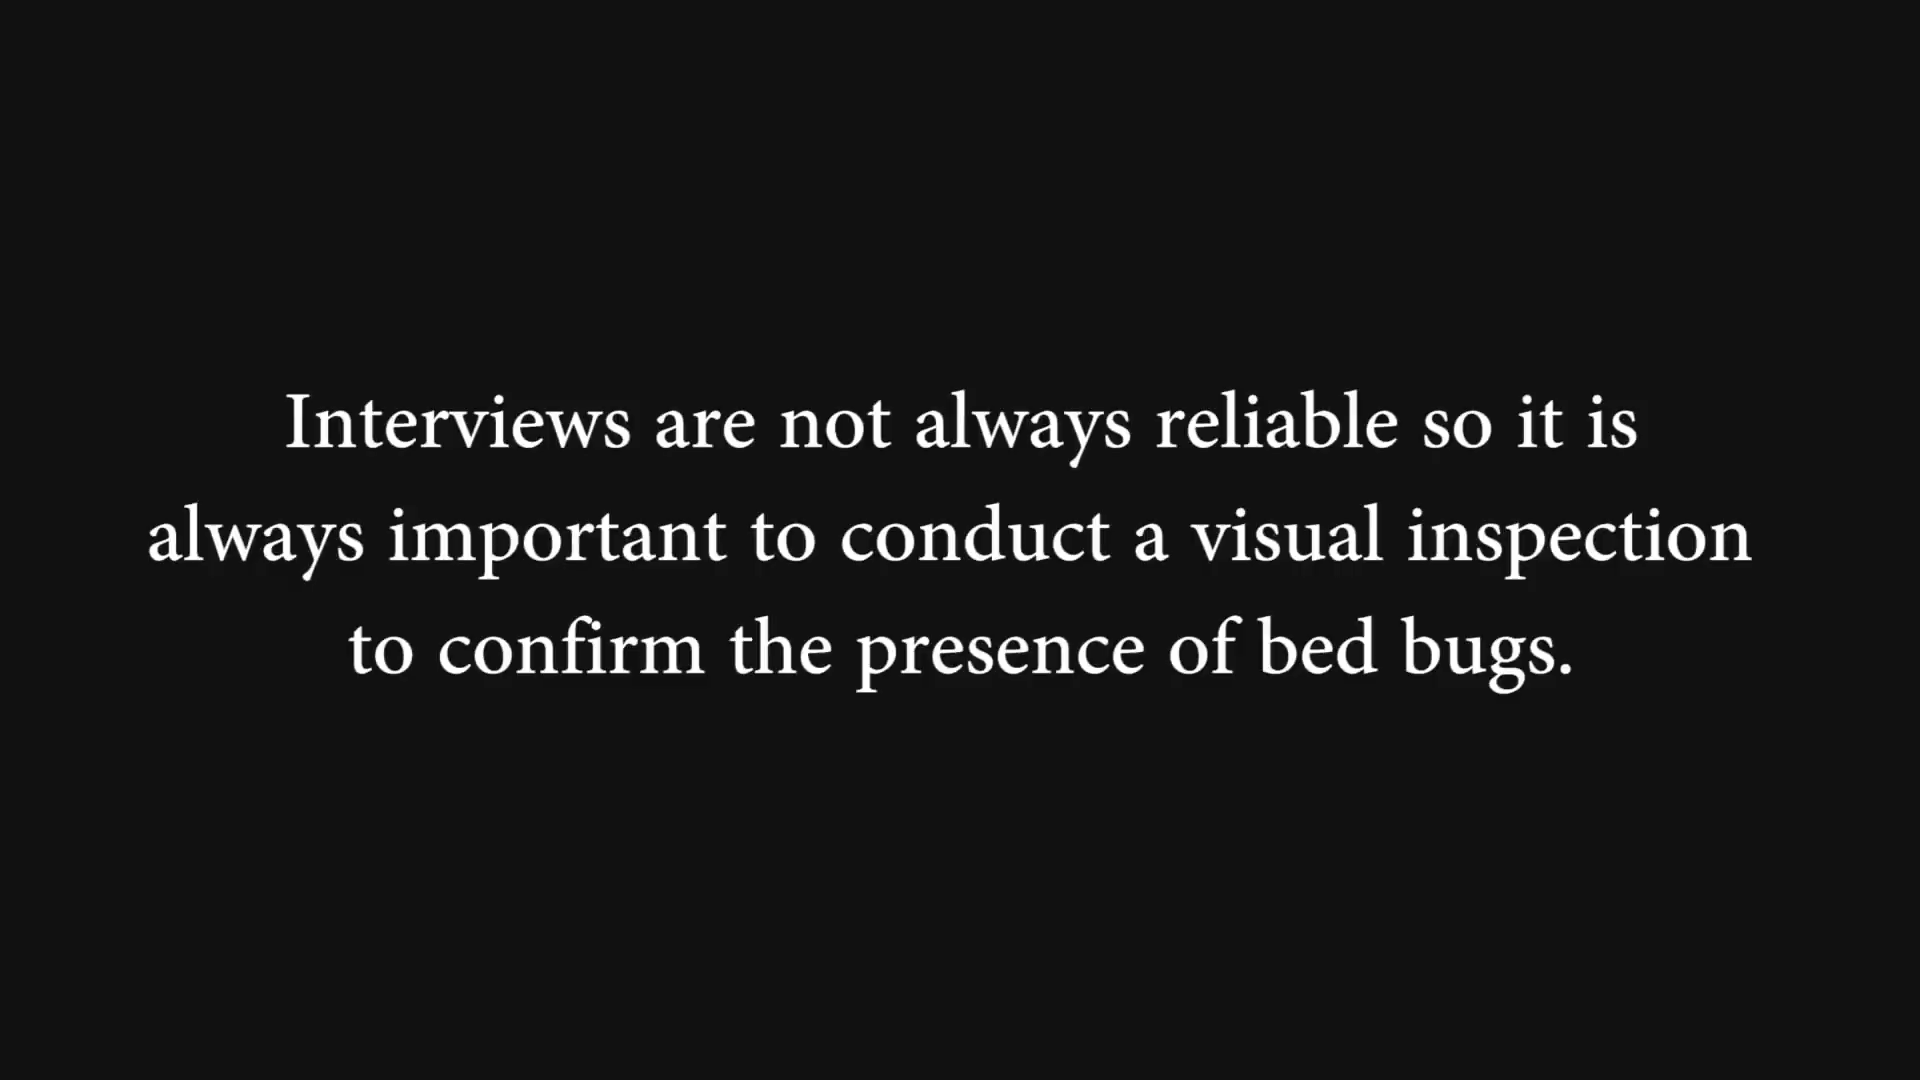 Interviews are not always reliable so it is
always important to conduct a visual inspection
to confirm the presence of bed bugs.